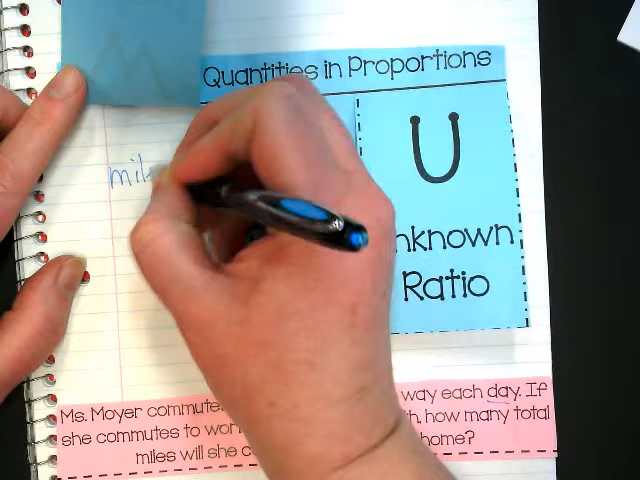 Quantities in Proportions
U
nknown
Ratio
Ms. Moyer commute way each day. If
she commutes to wor h, how many total
miles will she c home?